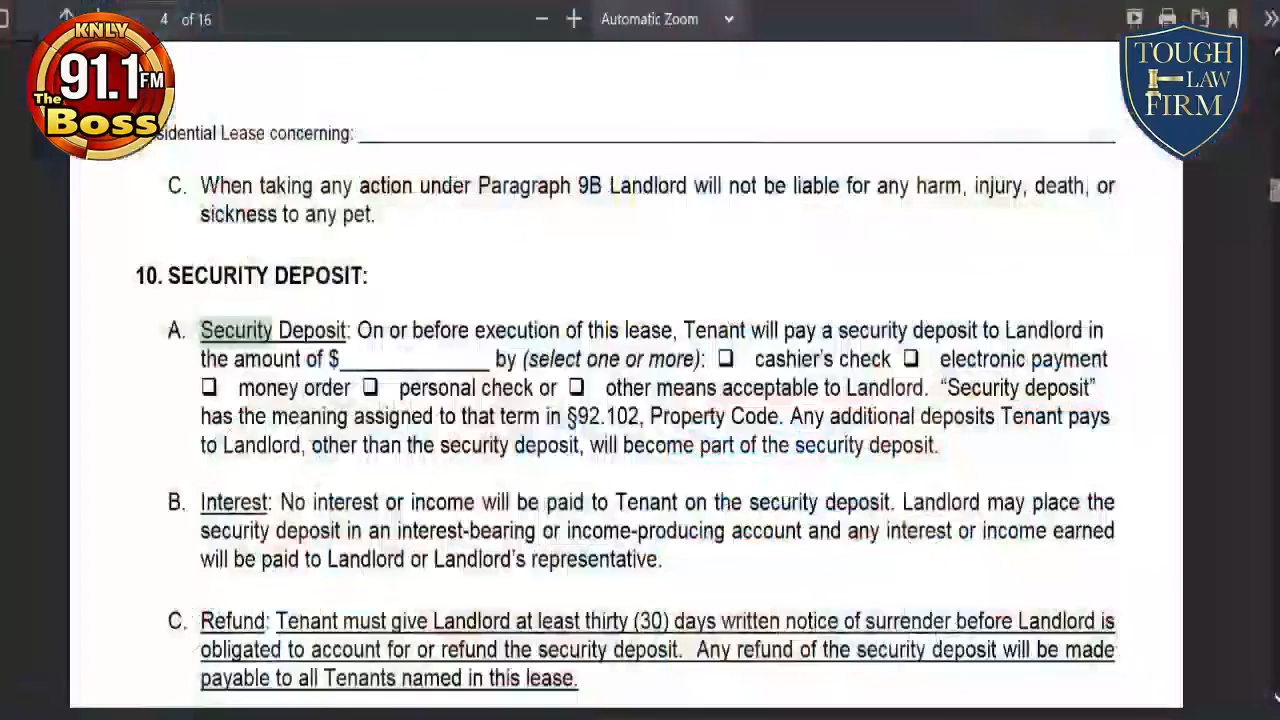 4 of 16
Automatic Zoom
KNLY
91.1 FM
The
Boss
TOUGH
LAW
FIRM
sidential Lease concerning:
C. When taking any action under Paragraph 9B Landlord will not be liable for any harm, injury, death, or
sickness to any pet.
10. SECURITY DEPOSIT:
A. Security Deposit: On or before execution of this lease, Tenant will pay a security deposit to Landlord in
the amount of $____________ by (select one or more): ❑ cashier's check ❑ electronic payment
❑ money order ❑ personal check or ❑ other means acceptable to Landlord. “Security deposit”
has the meaning assigned to that term in §92.102, Property Code. Any additional deposits Tenant pays
to Landlord, other than the security deposit, will become part of the security deposit.
B. Interest: No interest or income will be paid to Tenant on the security deposit. Landlord may place the
security deposit in an interest-bearing or income-producing account and any interest or income earned
will be paid to Landlord or Landlord's representative.
C. Refund: Tenant must give Landlord at least thirty (30) days written notice of surrender before Landlord is
obligated to account for or refund the security deposit. Any refund of the security deposit will be made
payable to all Tenants named in this lease.